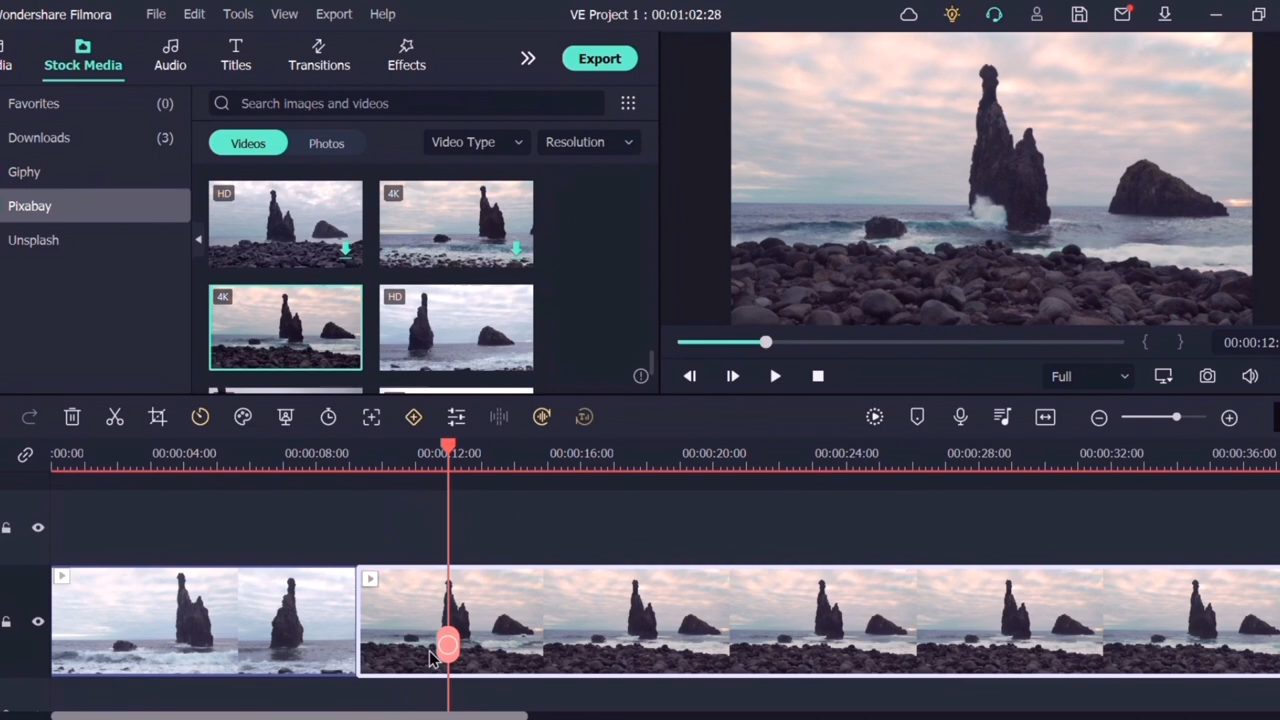 ondershare Filmora File Edit Tools View Export Help VE Project 1 : 00:01:02:28
dia Stock Media Audio Titles Transitions Effects Export
Favorites (0)
Search images and videos
Downloads (3)
Videos Photos Video Type Resolution
Giphy
HD 4K
Pixabay
Unsplash
4K HD
00:00:12:
Full
:00:00 00:00:04:00 00:00:08:00 00:00:12:00 00:00:16:00 00:00:20:00 00:00:24:00 00:00:28:00 00:00:32:00 00:00:36:00